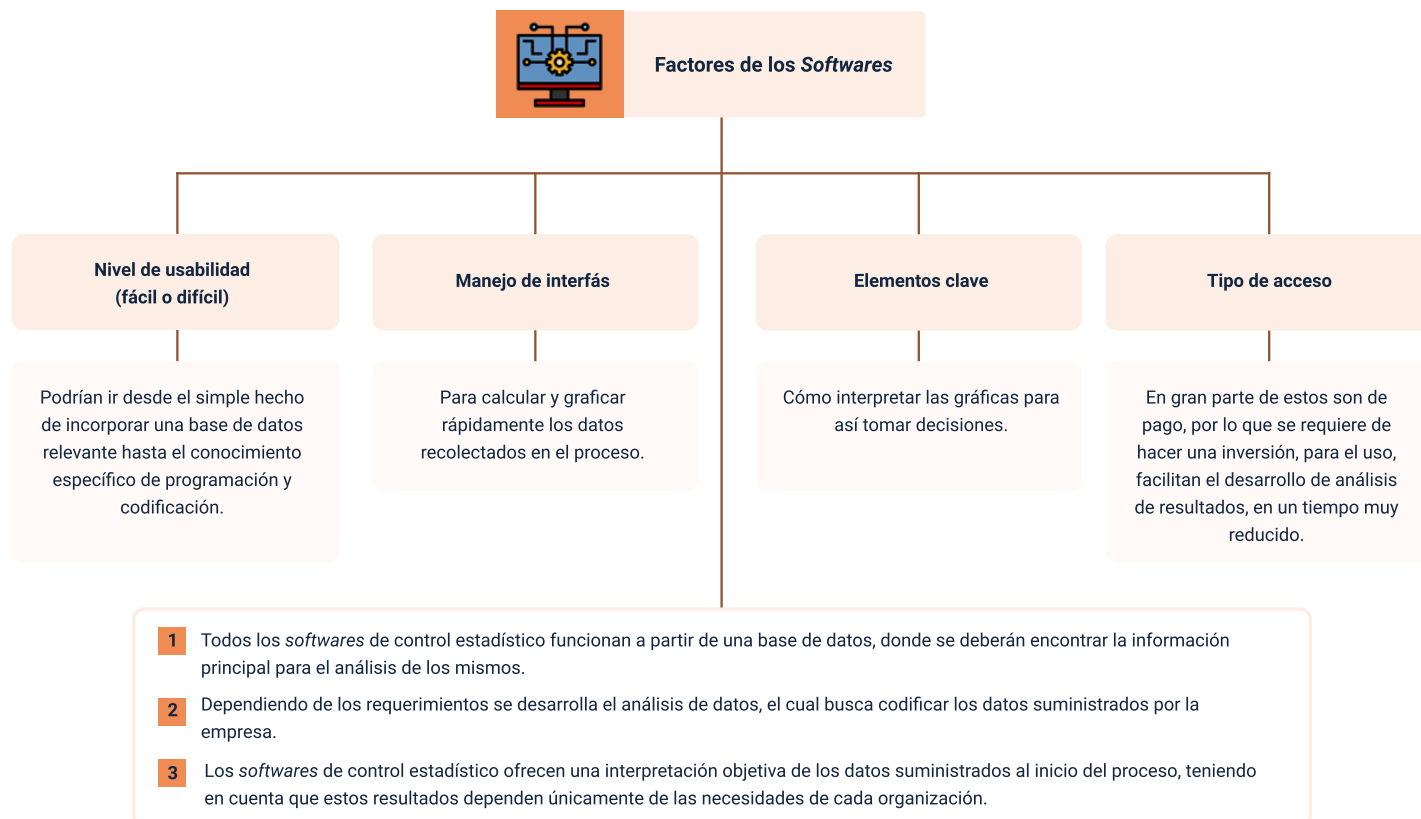 Factores de los Softwares
Nivel de usabilidad
(fácil o difícil)
Podrían ir desde el simple hecho
de incorporar una base de datos
relevante hasta el conocimiento
específico de programación y
codificación.
Manejo de interfás
Para calcular y graficar
rápidamente los datos
recolectados en el proceso.
Elementos clave
Cómo interpretar las gráficas para
así tomar decisiones.
Tipo de acceso
En gran parte de estos son de
pago, por lo que se requiere de
hacer una inversión, para el uso,
facilitan el desarrollo de análisis
de resultados, en un tiempo muy
reducido.
1 Todos los softwares de control estadístico funcionan a partir de una base de datos, donde se deberán encontrar la información
principal para el análisis de los mismos.
2 Dependiendo de los requerimientos se desarrolla el análisis de datos, el cual busca codificar los datos suministrados por la
empresa.
3 Los softwares de control estadístico ofrecen una interpretación objetiva de los datos suministrados al inicio del proceso, teniendo
en cuenta que estos resultados dependen únicamente de las necesidades de cada organización.